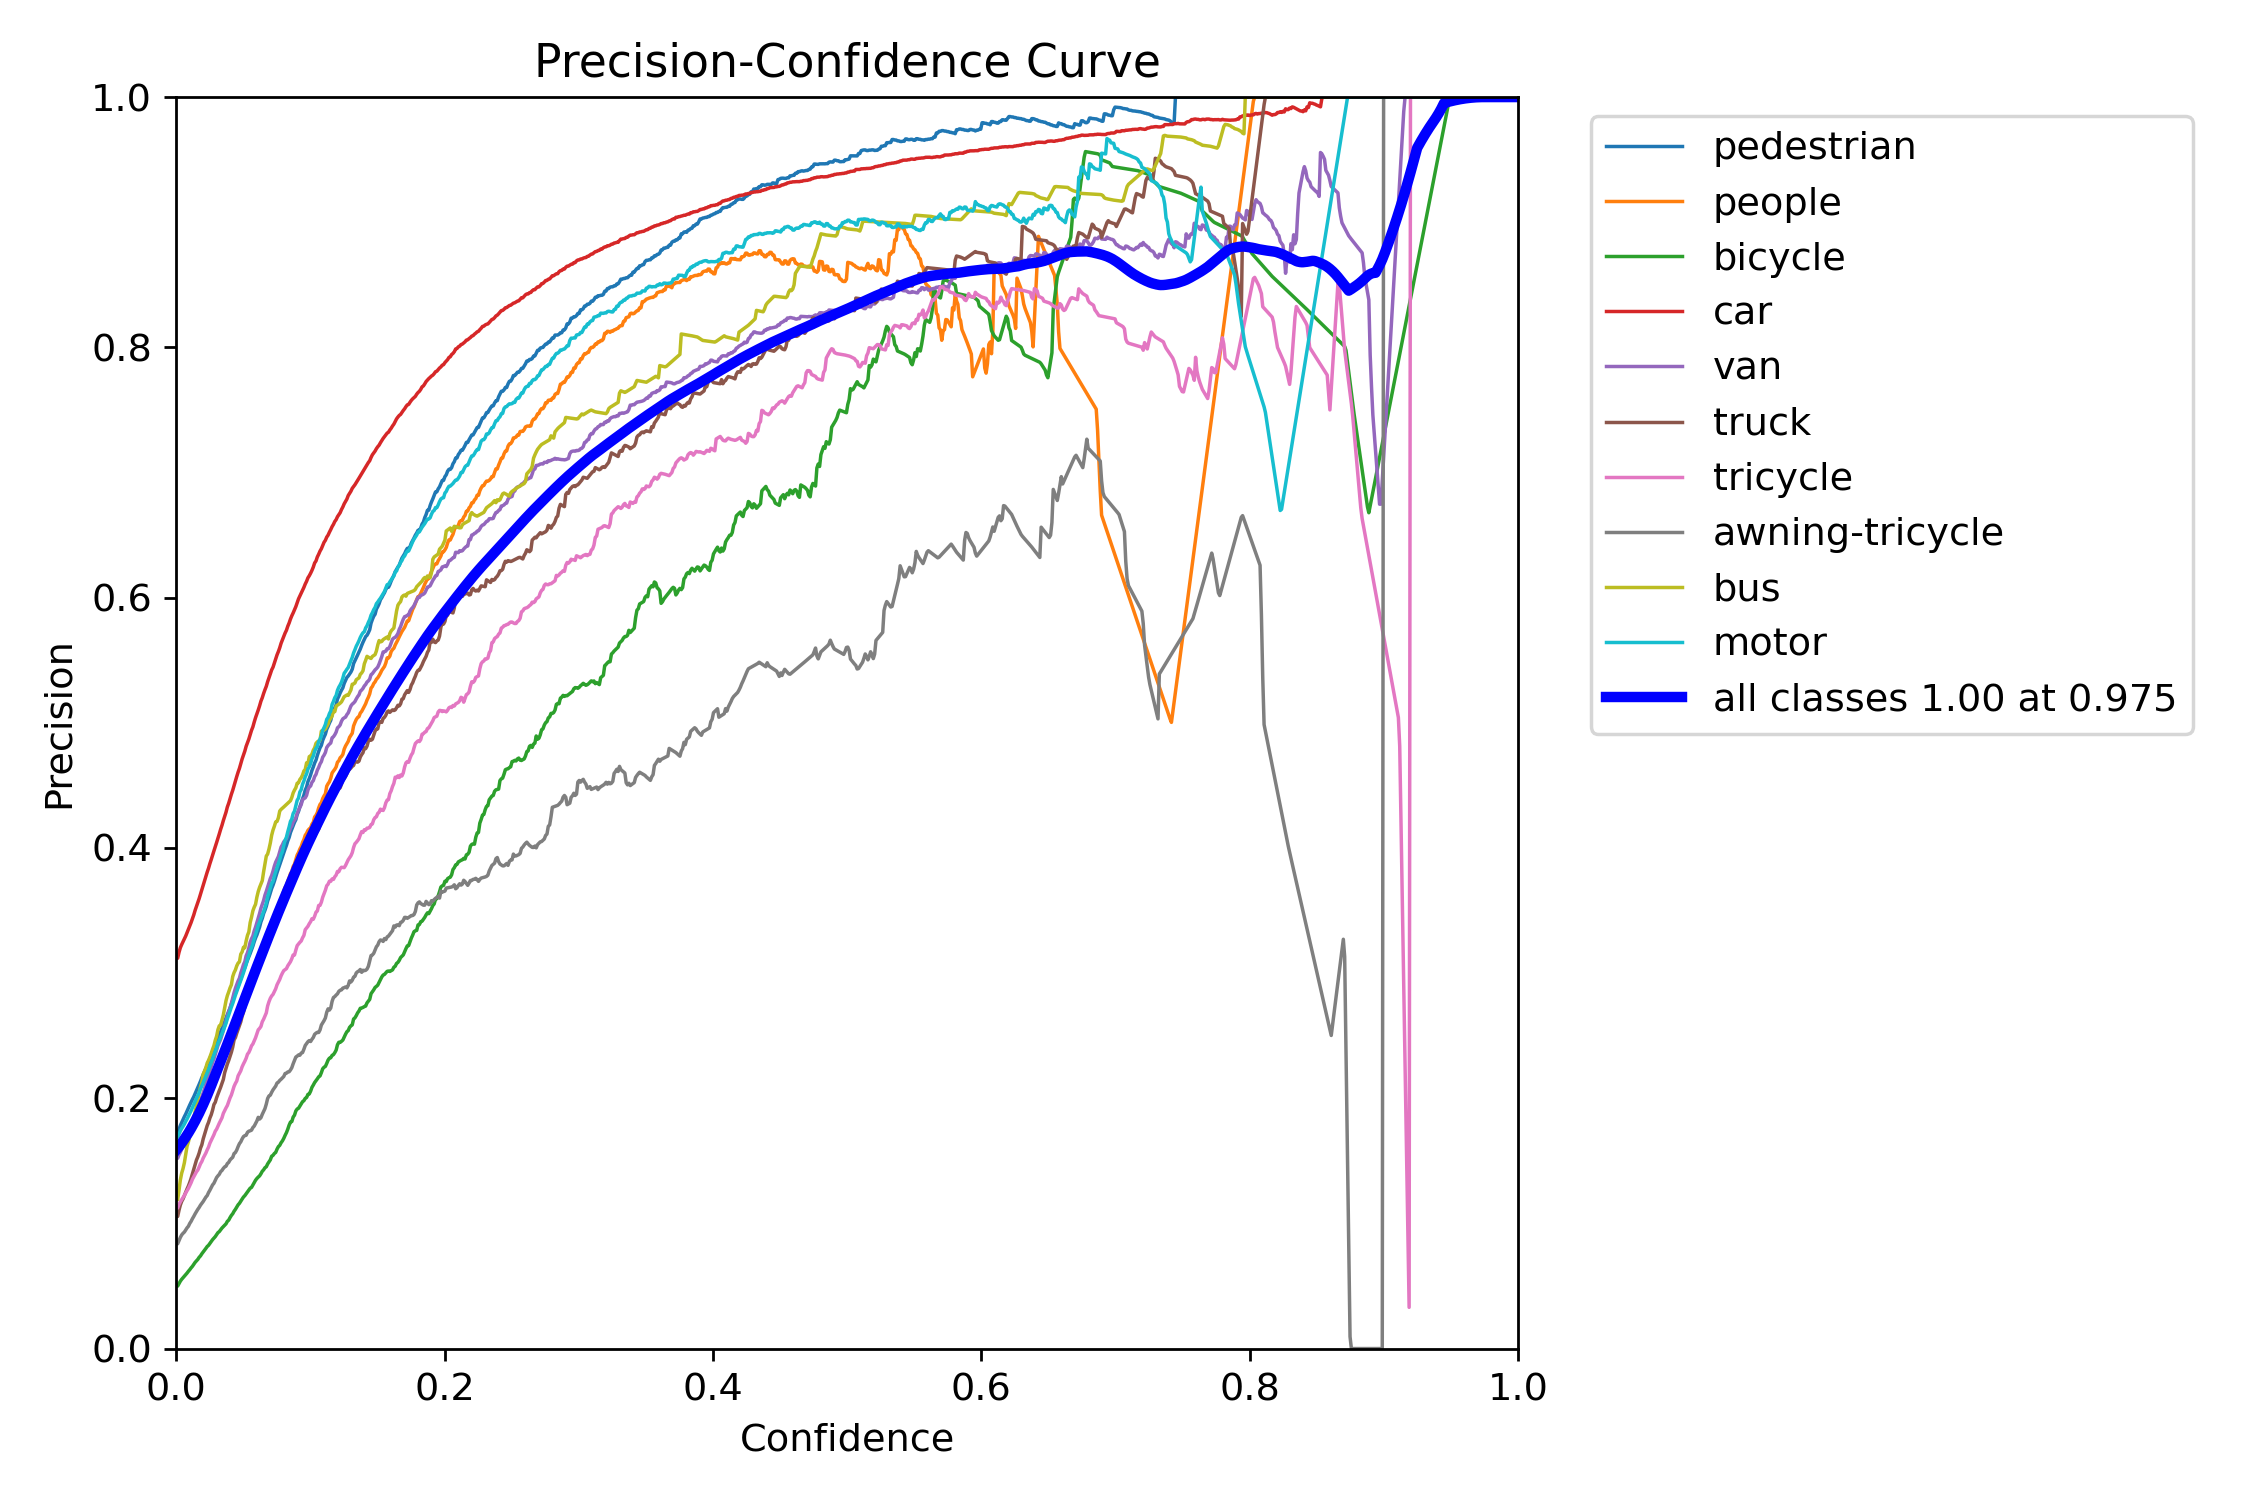 Precision-Confidence Curve
1.0
0.8
0.6
0.4
0.2
0.0
Precision
0.0 0.2 0.4 0.6 0.8 1.0
Confidence
pedestrian
people
bicycle
car
van
truck
tricycle
awning-tricycle
bus
motor
all classes 1.00 at 0.975